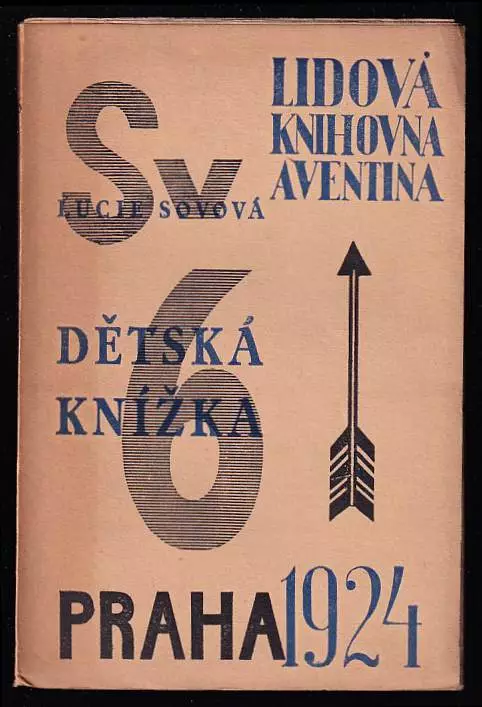 LIDOVÁ
KNIHOVNA
AVENTINA
Sv
LUCIE SOVOVÁ
6
DĚTSKÁ
KNÍŽKA
PRAHA 1924